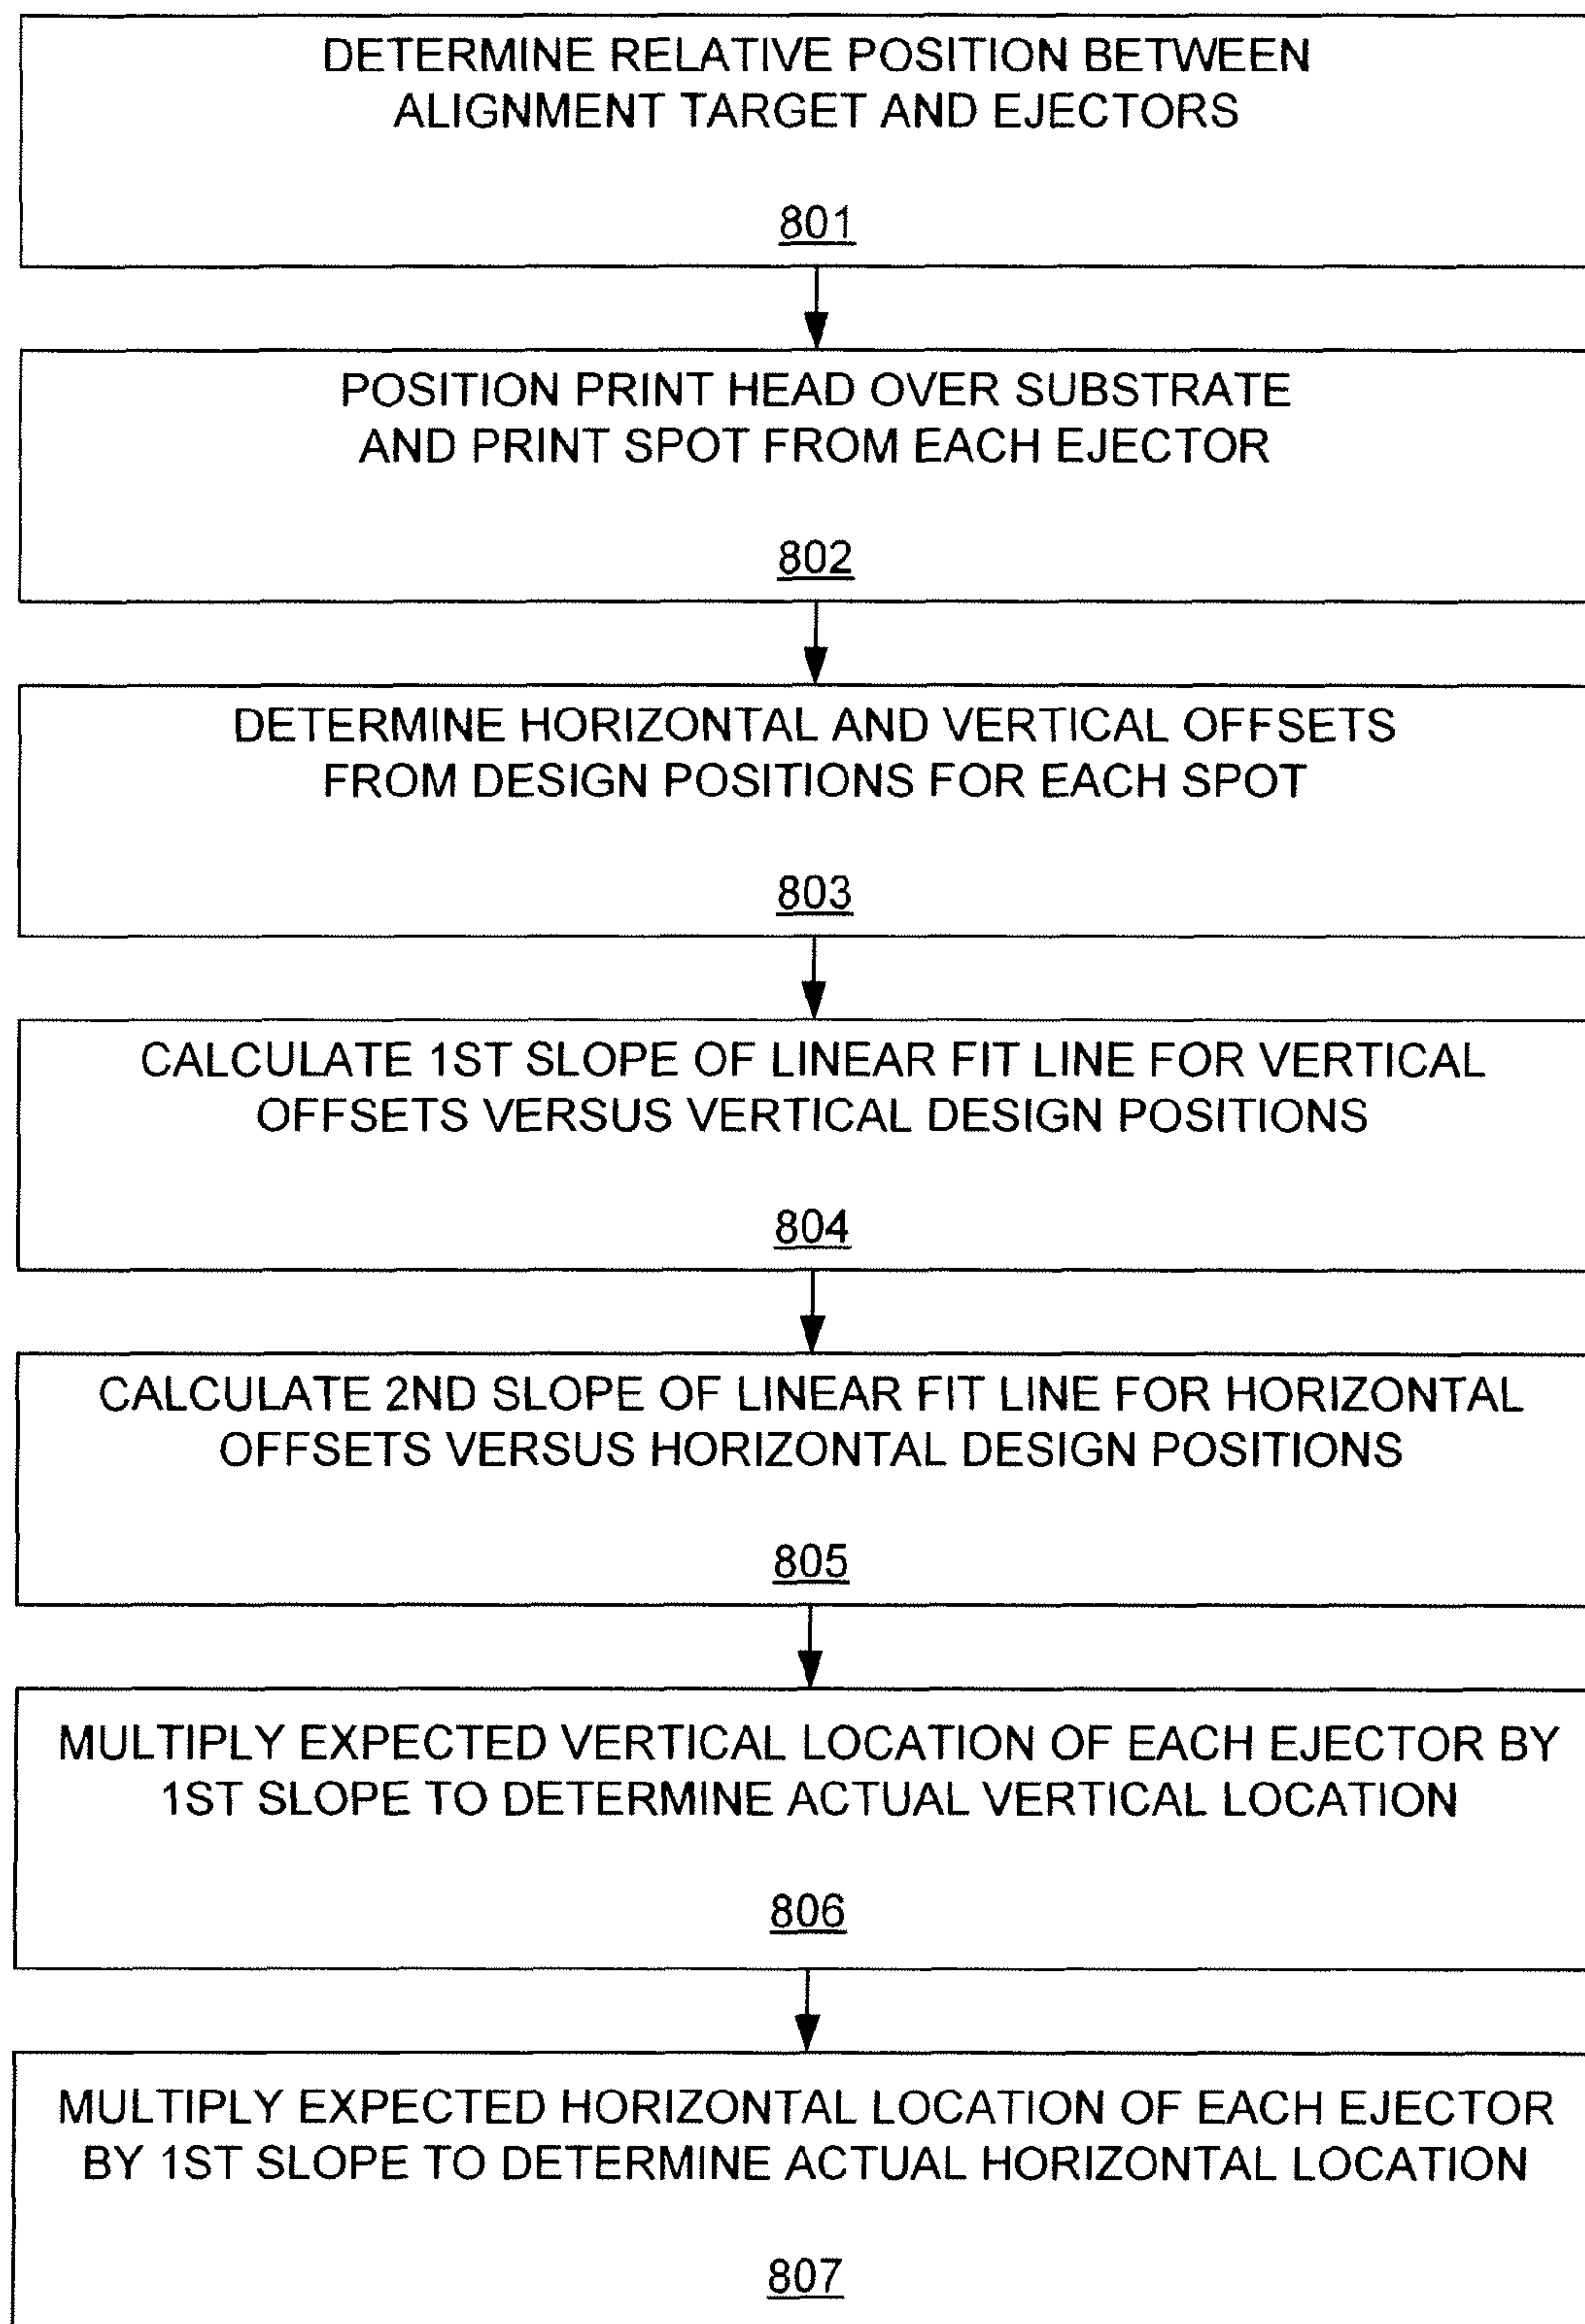 DETERMINE RELATIVE POSITION BETWEEN
ALIGNMENT TARGET AND EJECTORS
801
POSITION PRINT HEAD OVER SUBSTRATE
AND PRINT SPOT FROM EACH EJECTOR
802
DETERMINE HORIZONTAL AND VERTICAL OFFSETS
FROM DESIGN POSITIONS FOR EACH SPOT
803
CALCULATE 1ST SLOPE OF LINEAR FIT LINE FOR VERTICAL
OFFSETS VERSUS VERTICAL DESIGN POSITIONS
804
CALCULATE 2ND SLOPE OF LINEAR FIT LINE FOR HORIZONTAL
OFFSETS VERSUS HORIZONTAL DESIGN POSITIONS
805
MULTIPLY EXPECTED VERTICAL LOCATION OF EACH EJECTOR BY
1ST SLOPE TO DETERMINE ACTUAL VERTICAL LOCATION
806
MULTIPLY EXPECTED HORIZONTAL LOCATION OF EACH EJECTOR
BY 1ST SLOPE TO DETERMINE ACTUAL HORIZONTAL LOCATION
807